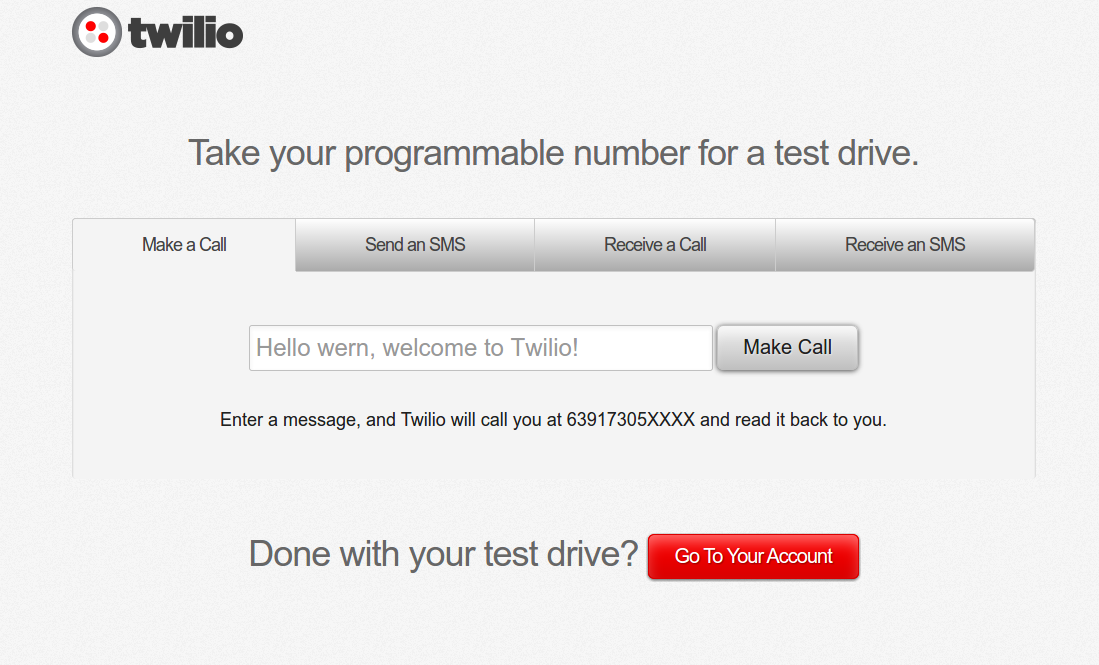 twilio
Take your programmable number for a test drive.
Make a Call
Send an SMS
Receive a Call
Receive an SMS
Hello wern, welcome to Twilio!
Make Call
Enter a message, and Twilio will call you at 63917305XXXX and read it back to you.
Done with your test drive?
Go To Your Account